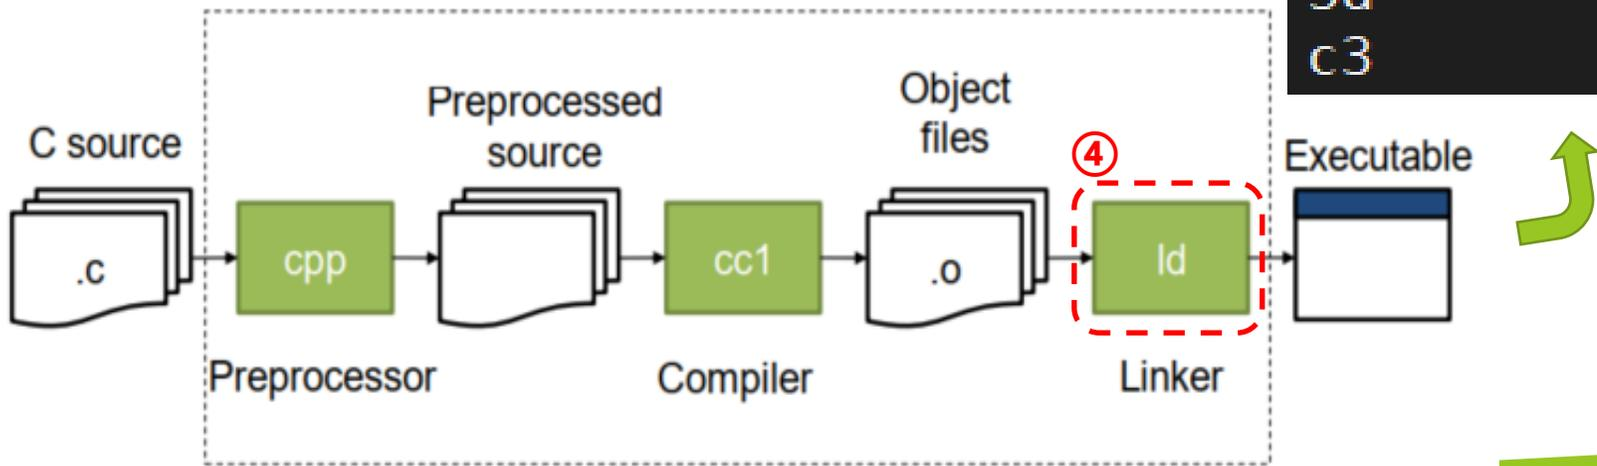 c3
C source
Preprocessed
source
Object
files
④
Executable
.c
cpp
cc1
.o
ld
Preprocessor
Compiler
Linker